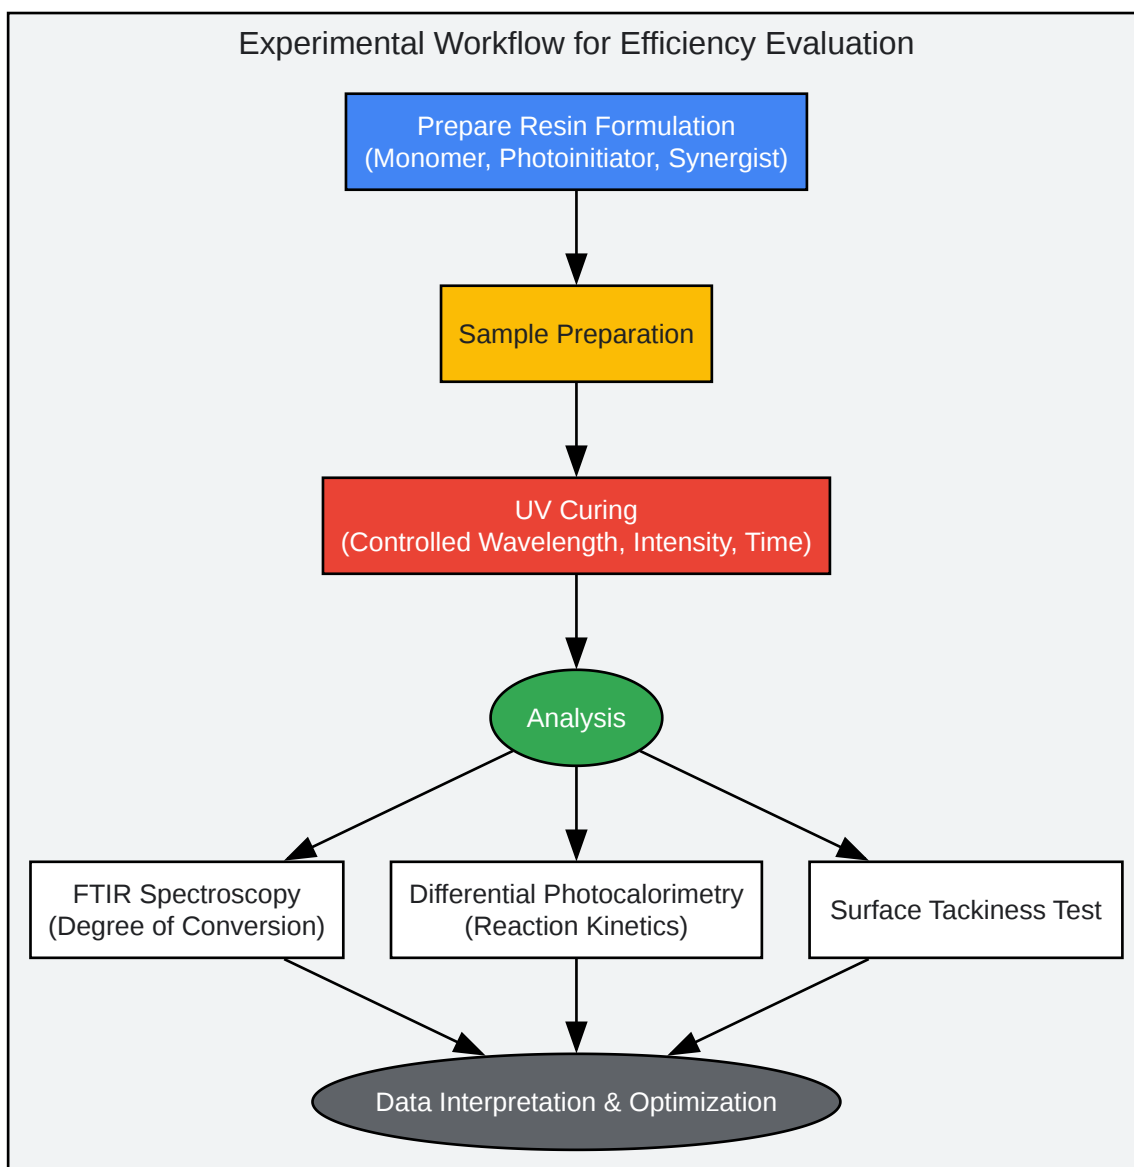 Experimental Workflow for Efficiency Evaluation
Prepare Resin Formulation
(Monomer, Photoinitiator, Synergist)
Sample Preparation
UV Curing
(Controlled Wavelength, Intensity, Time)
Analysis
FTIR Spectroscopy
(Degree of Conversion)
Differential Photocalorimetry
(Reaction Kinetics)
Surface Tackiness Test
Data Interpretation & Optimization